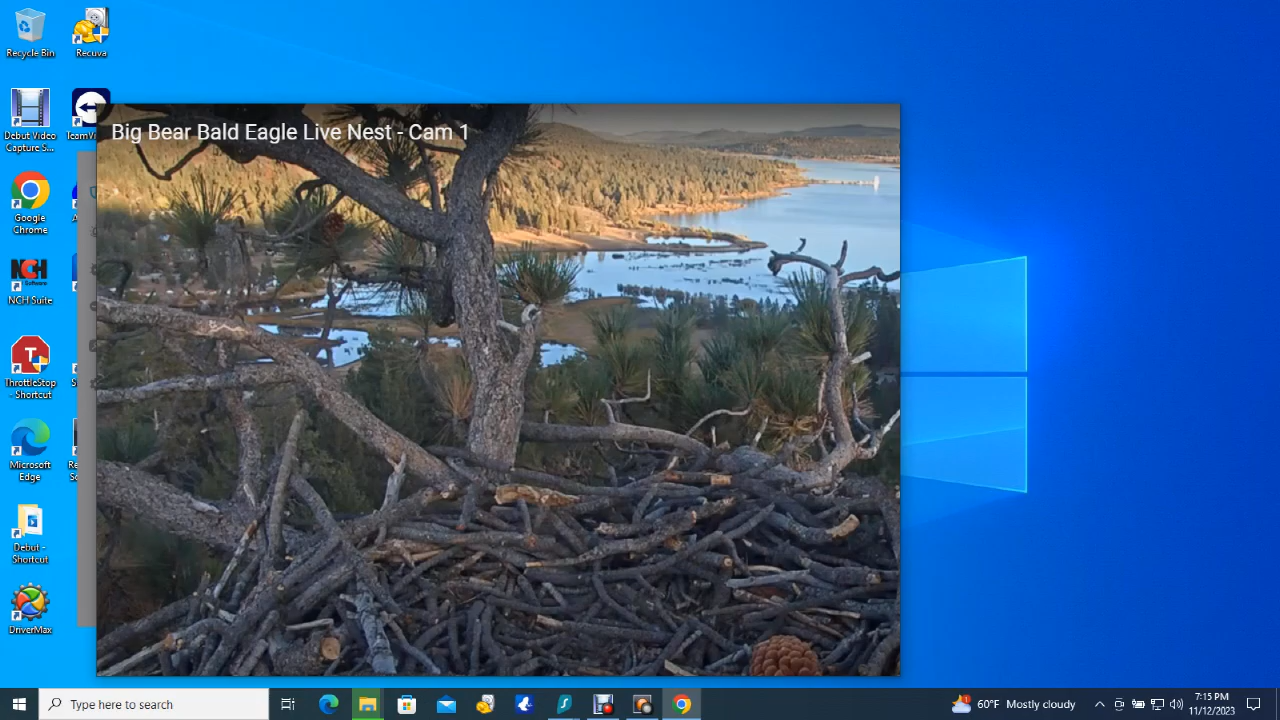 Recycle Bin
Recuva
Debut Video
Capture S...
TeamVi
Big Bear Bald Eagle Live Nest - Cam 1
Google
Chrome
NCH
Software
NCH Suite
T
ThrottleStop
- Shortcut
Microsoft
Edge
Debut -
Shortcut
DriverMax
Type here to search
60°F Mostly cloudy
7:15 PM
11/12/2023